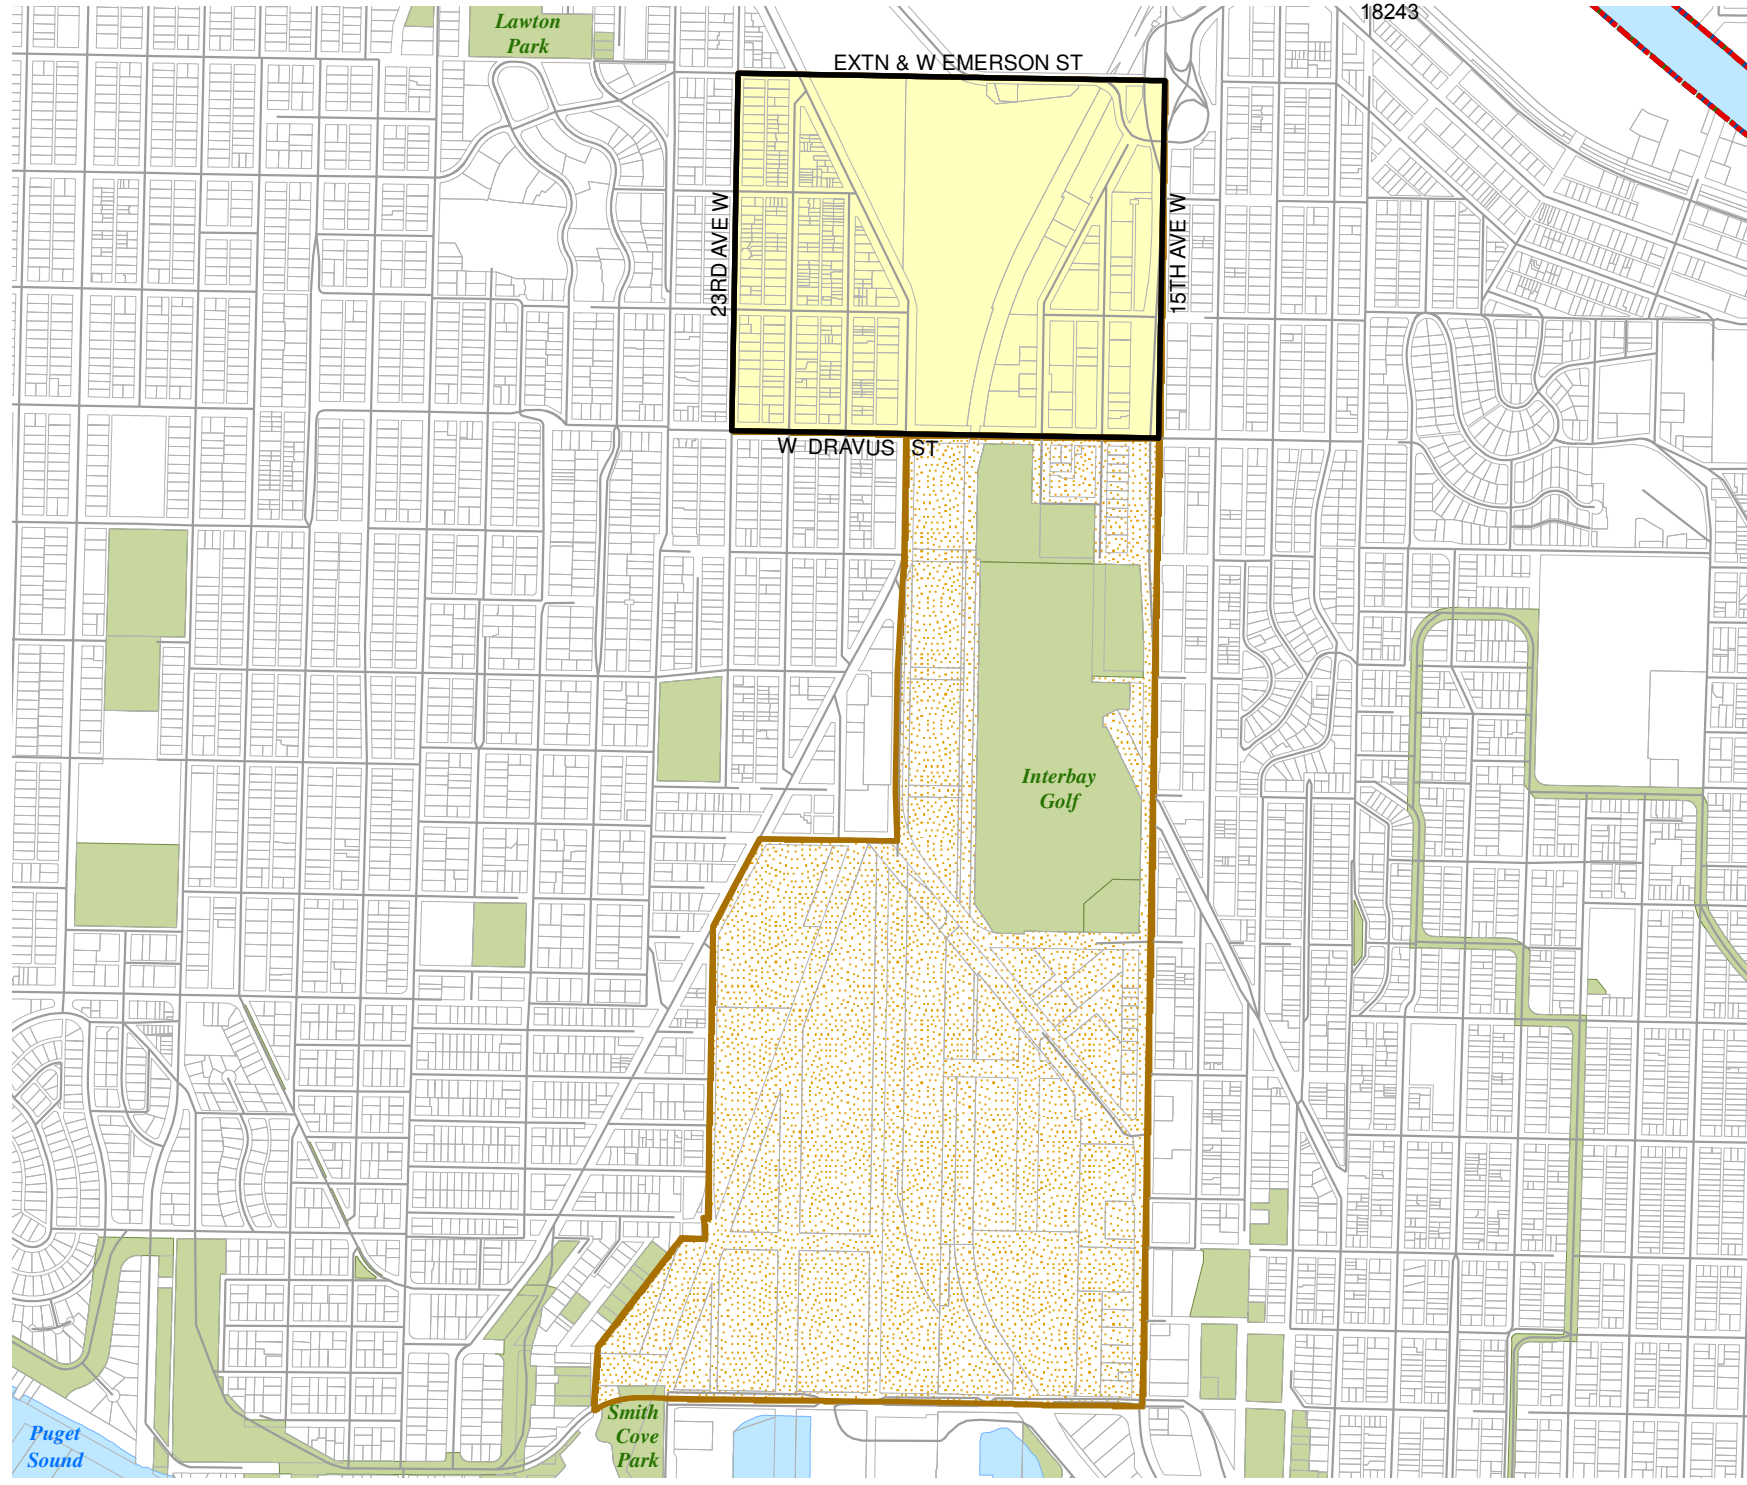 18243
Lawton
Park
EXTN & W EMERSON ST
23RD AVE W
15TH AVE W
W DRAVUS ST
Interbay
Golf
Smith
Cove
Park
Puget
Sound